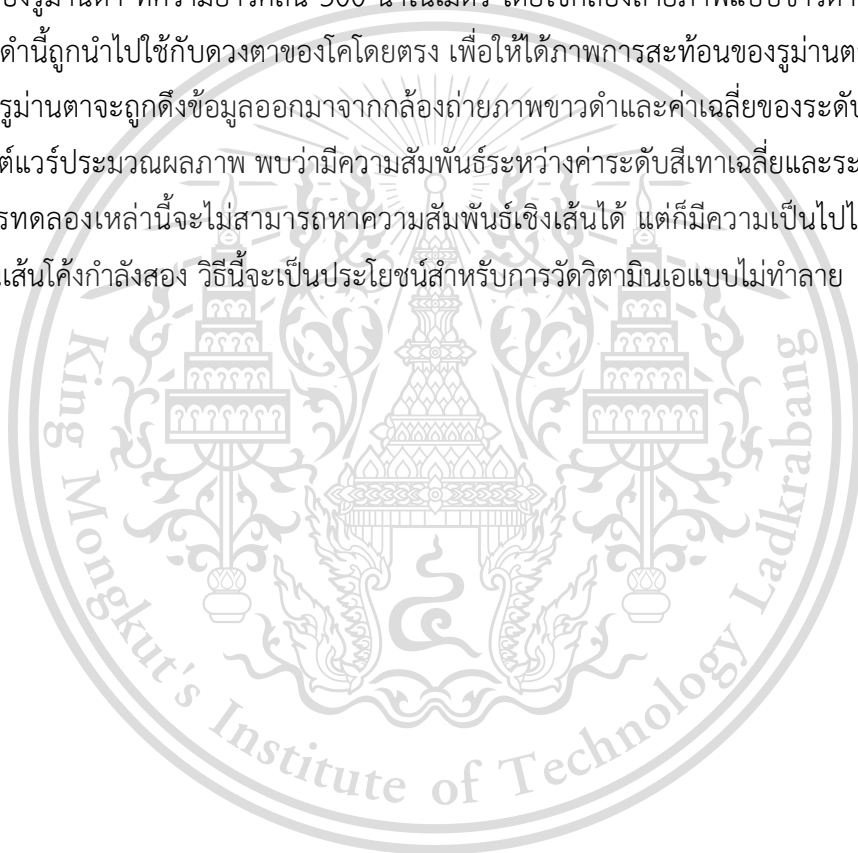 ดำนี้ถูกนำไปใช้กับดวงตาของโคโดยตรง เพื่อให้ได้ภาพการสะท้อนของรูม่านต
รูม่านตาจะถูกดึงข้อมูลออกมาจากกล้องถ่ายภาพขาวดำและค่าเฉลี่ยของระดับ
ต์แวร์ประมวณผลภาพ พบว่ามีความสัมพันธ์ระหว่างค่าระดับสีเทาเฉลี่ยและระ
รทดลองเหล่านี้จะไม่สามารถหาความสัมพันธ์เชิงเส้นได้ แต่ก็มีความเป็นไปไ
เส้นโค้งกำลังสอง วิธีนี้จะเป็นประโยชน์สำหรับการวัดวิตามินเอแบบไม่ทำลาย
King Mongkut's Institute of Technology Ladkrabang